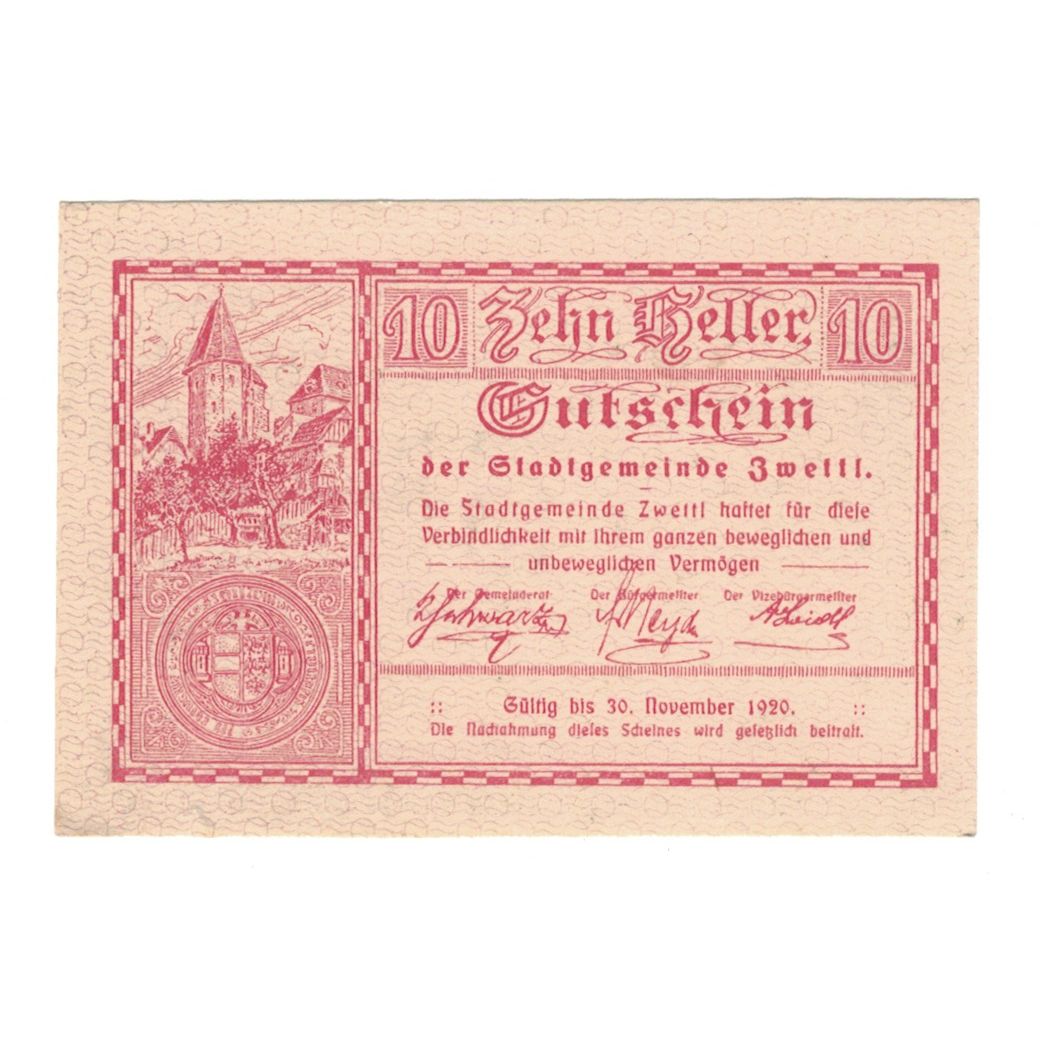 10 Zehn Heller 10
Gutschein
der Stadtgemeinde Zwettl.
Die Stadtgemeinde Zwettl haftet für diese
Verbindlichkeit mit ihrem ganzen beweglichen und
unbeweglichen Vermögen
Der Gemeinderat Der Bürgermeister Der Vizebürgermeister
Schwarz
:: Gültig bis 30. November 1920. ::
Die Nachahmung dieses Scheines wird gesetzlich bestraft.